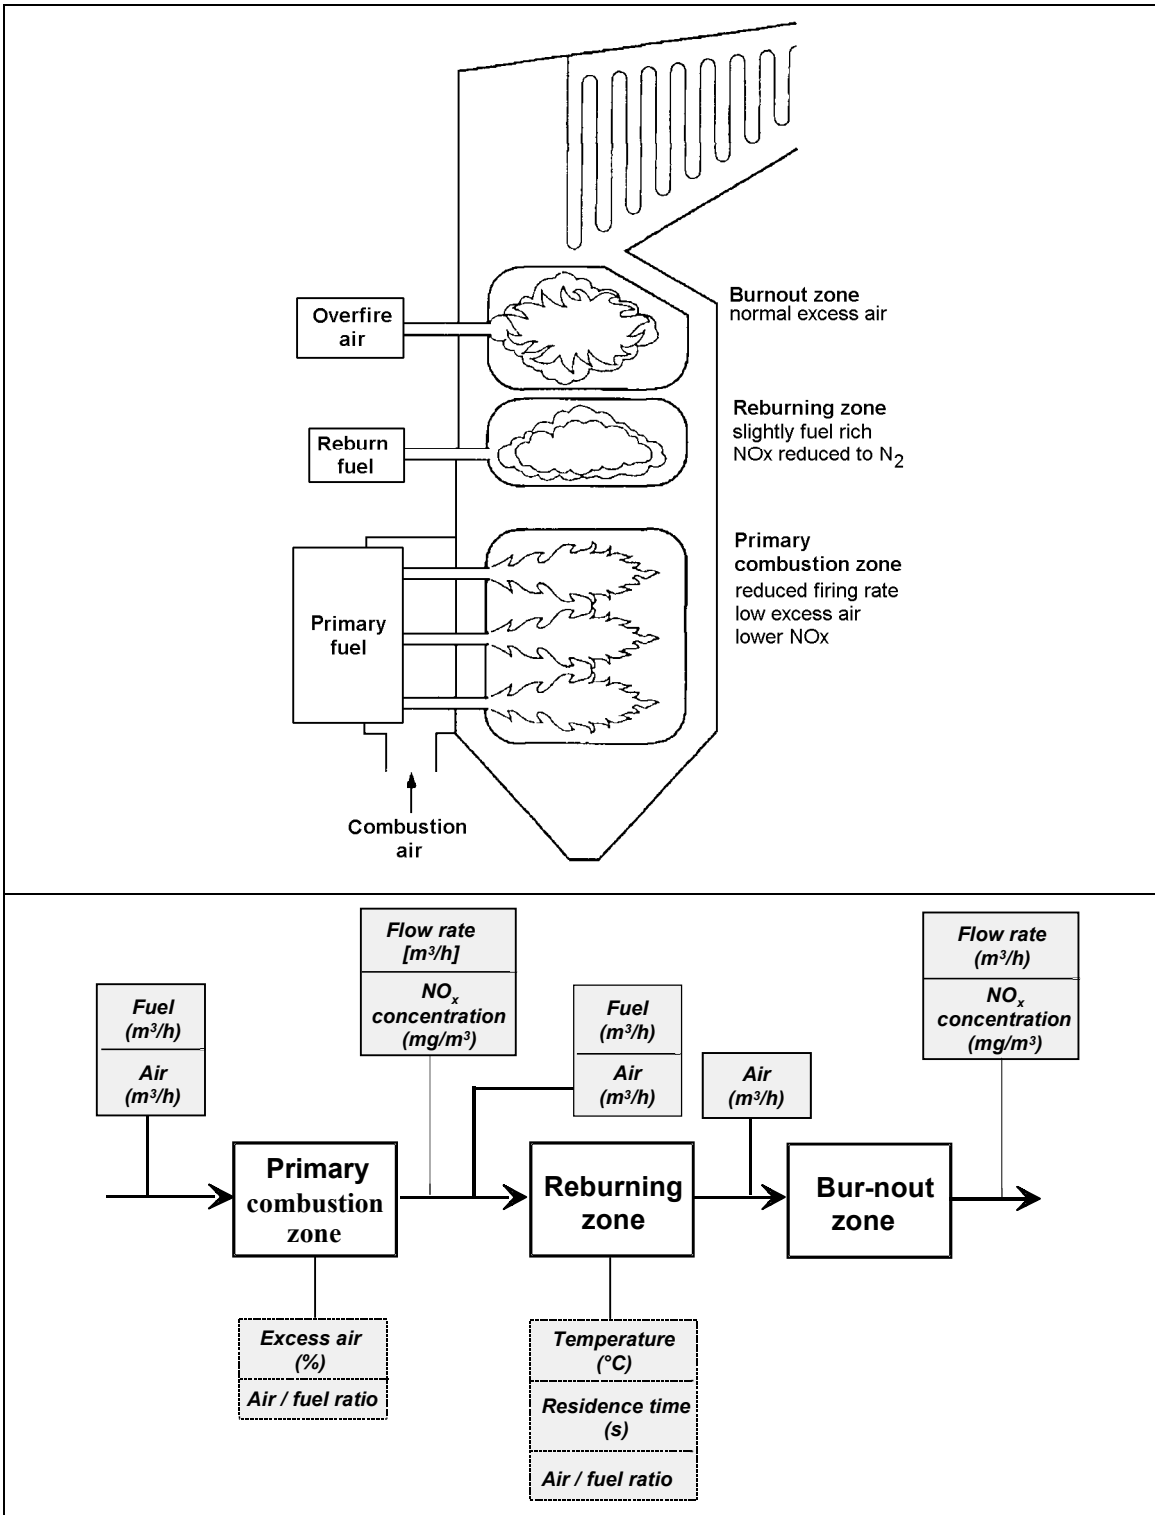 Overfire
air
Burnout zone
normal excess air
Reburn
fuel
Reburning zone
slightly fuel rich
NOx reduced to N2
Primary
fuel
Primary
combustion zone
reduced firing rate
low excess air
lower NOx
Combustion
air
Fuel
(m³/h)
Air
(m³/h)
Flow rate
[m³/h]
NOx
concentration
(mg/m³)
Fuel
(m³/h)
Air
(m³/h)
Air
(m³/h)
Flow rate
(m³/h)
NOx
concentration
(mg/m³)
Primary
combustion
zone
Reburning
zone
Bur-nout
zone
Excess air
(%)
Air / fuel ratio
Temperature
(°C)
Residence time
(s)
Air / fuel ratio